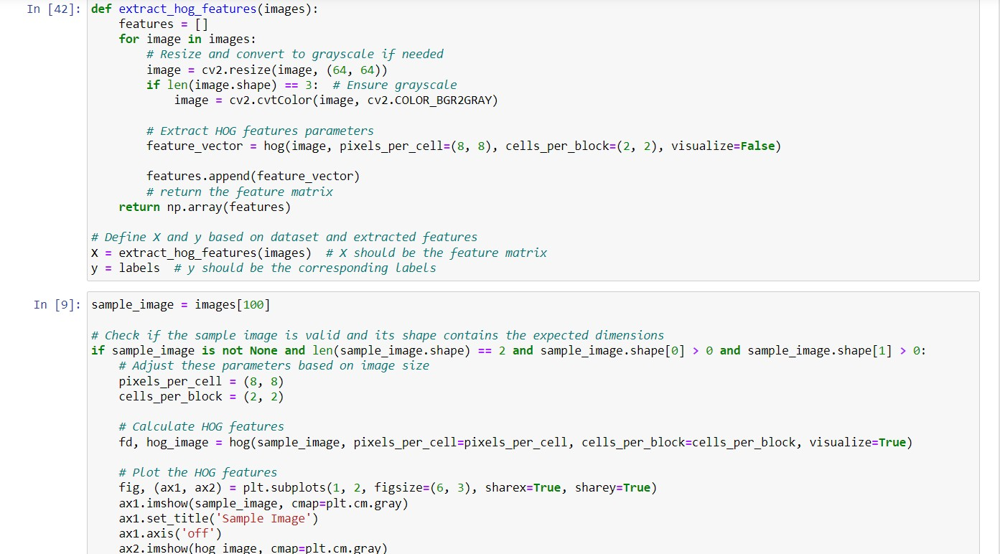 In [42]: def extract_hog_features(images):
    features = []
    for image in images:
        # Resize and convert to grayscale if needed
        image = cv2.resize(image, (64, 64))
        if len(image.shape) == 3:  # Ensure grayscale
            image = cv2.cvtColor(image, cv2.COLOR_BGR2GRAY)
        # Extract HOG features parameters
        feature_vector = hog(image, pixels_per_cell=(8, 8), cells_per_block=(2, 2), visualize=False)
        features.append(feature_vector)
        # return the feature matrix
    return np.array(features)
# Define X and y based on dataset and extracted features
X = extract_hog_features(images)  # X should be the feature matrix
y = labels  # y should be the corresponding labels
In [9]: sample_image = images[100]
# Check if the sample image is valid and its shape contains the expected dimensions
if sample_image is not None and len(sample_image.shape) == 2 and sample_image.shape[0] > 0 and sample_image.shape[1] > 0:
    # Adjust these parameters based on image size
    pixels_per_cell = (8, 8)
    cells_per_block = (2, 2)
    # Calculate HOG features
    fd, hog_image = hog(sample_image, pixels_per_cell=pixels_per_cell, cells_per_block=cells_per_block, visualize=True)
    # Plot the HOG features
    fig, (ax1, ax2) = plt.subplots(1, 2, figsize=(6, 3), sharex=True, sharey=True)
    ax1.imshow(sample_image, cmap=plt.cm.gray)
    ax1.set_title('Sample Image')
    ax1.axis('off')
    ax2.imshow(hog_image, cmap=plt.cm.gray)